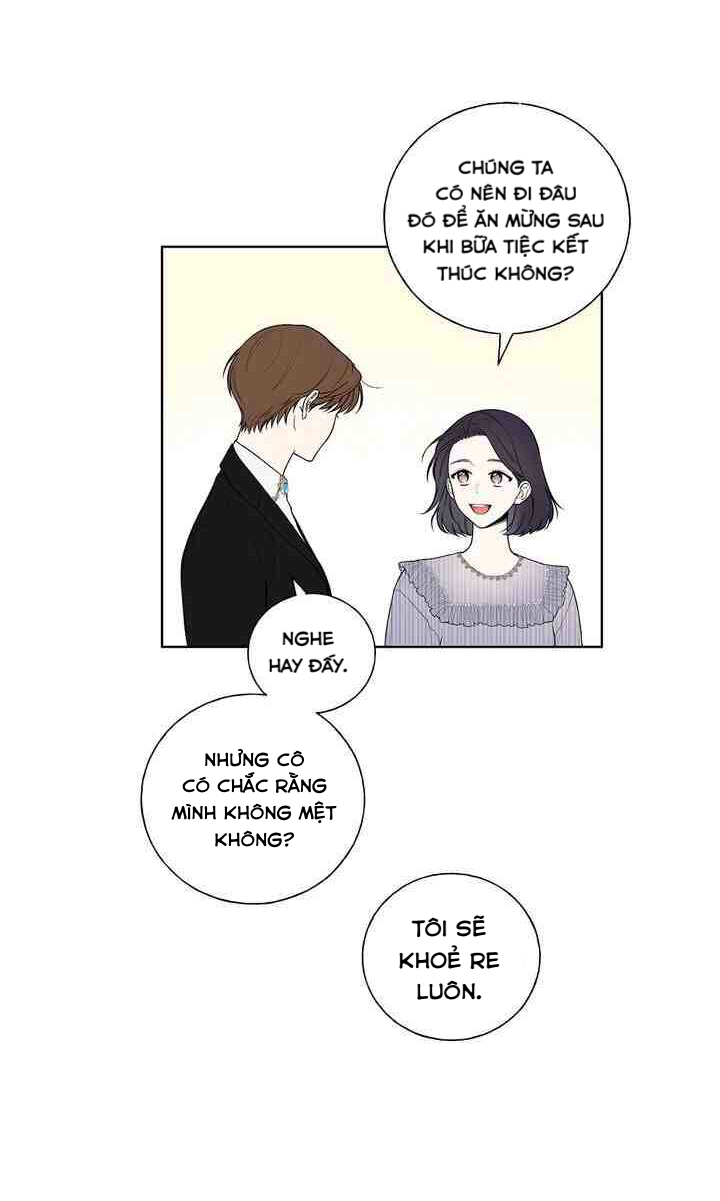 CHÚNG TA
CÓ NÊN ĐI ĐÂU
ĐÓ ĐỂ ĂN MỪNG SAU
KHI BỮA TIỆC KẾT
THÚC KHÔNG?
NGHE
HAY ĐẤY.
NHƯNG CÔ
CÓ CHẮC RẰNG
MÌNH KHÔNG MỆT
KHÔNG?
TÔI SẼ
KHOẺ RE
LUÔN.